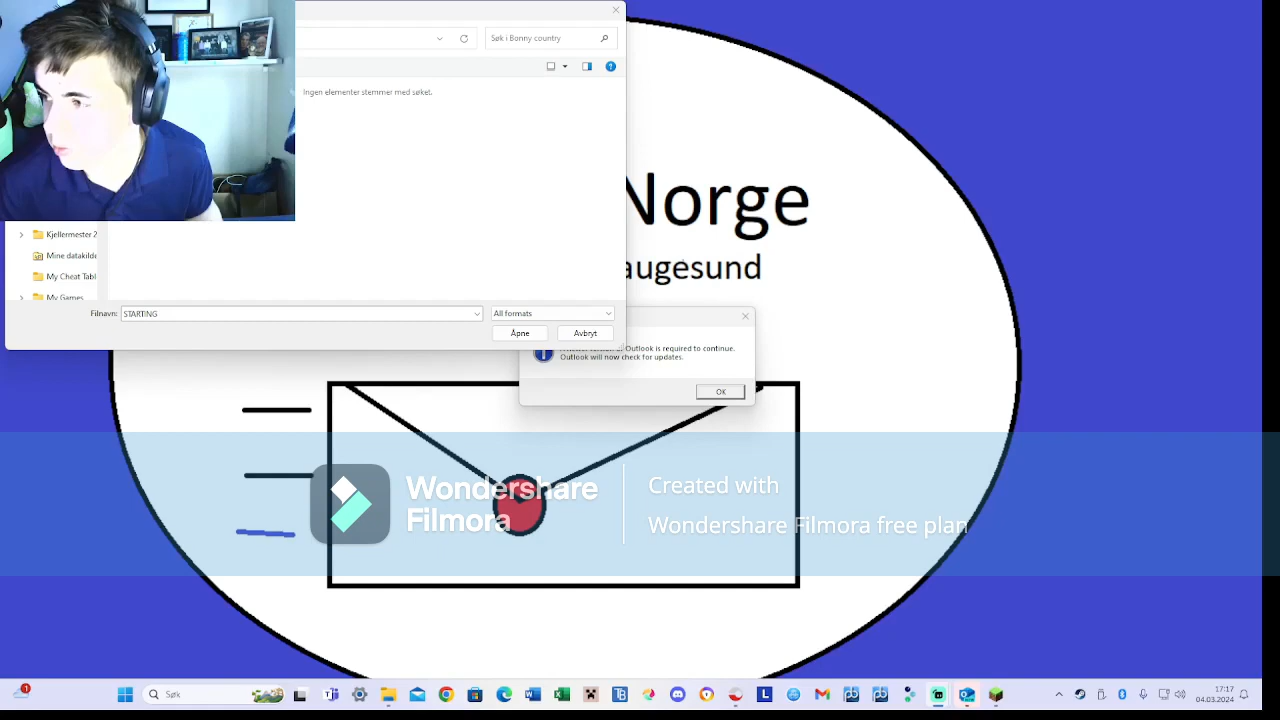 Søk i Bonny country
Ingen elementer stemmer med søket.
Norge
augesund
Kjellermester 2
Mine datakilde
My Cheat Tabl
My Games
Filnavn: STARTING
All formats
Åpne
Avbryt
Outlook is required to continue.
Outlook will now check for updates.
OK
Wondershare
Filmora
Created with
Wondershare Filmora free plan
1
Søk
17:17
04.03.2024